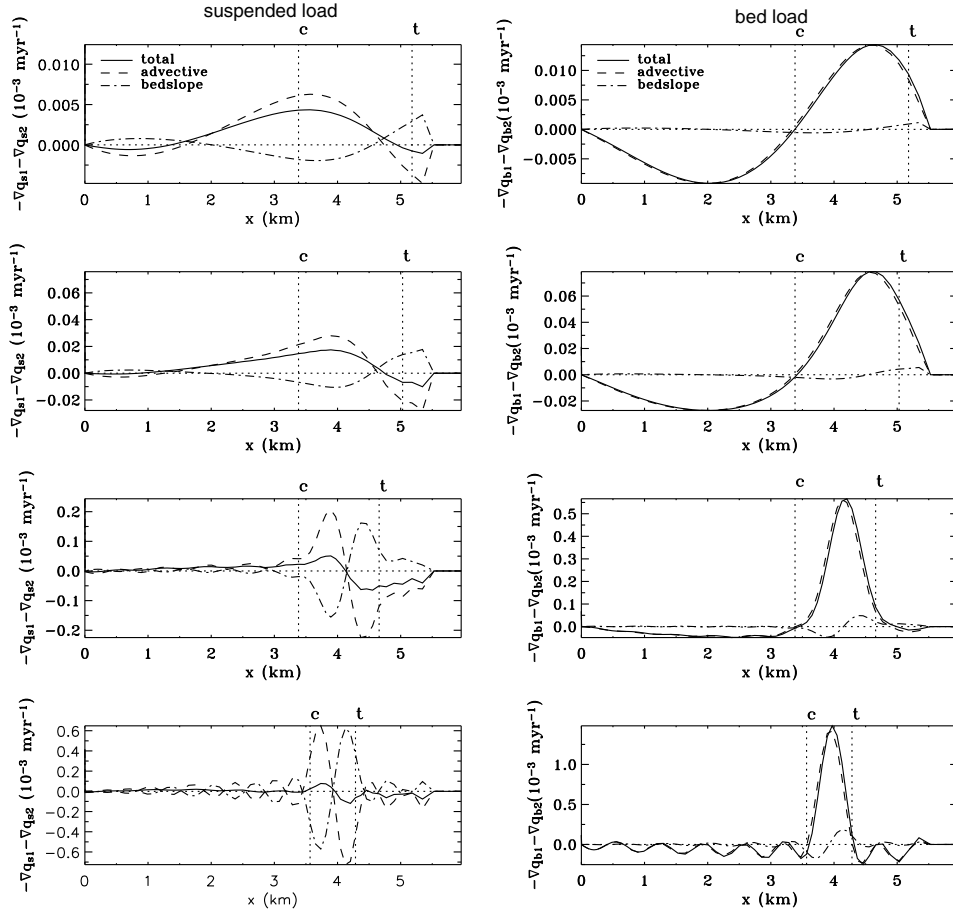 suspended load
bed load
c t
total
advective
bedslope
−∇q_s1−∇q_s2 (10⁻³ myr⁻¹)
0.010
0.005
0.000
0 1 2 3 4 5
x (km)
c t
total
advective
bedslope
−∇q_b1−∇q_b2(10⁻³ myr⁻¹)
0.010
0.005
0.000
−0.005
0 1 2 3 4 5
x (km)
c t
−∇q_s1−∇q_s2 (10⁻³ myr⁻¹)
0.06
0.04
0.02
0.00
−0.02
0 1 2 3 4 5
x (km)
c t
−∇q_b1−∇q_b2(10⁻³ myr⁻¹)
0.06
0.04
0.02
0.00
−0.02
0 1 2 3 4 5
x (km)
c t
−∇q_s1−∇q_s2 (10⁻³ myr⁻¹)
0.2
0.1
0.0
−0.1
−0.2
0 1 2 3 4 5
x (km)
c t
−∇q_b1−∇q_b2(10⁻³ myr⁻¹)
0.5
0.4
0.3
0.2
0.1
0.0
0 1 2 3 4 5
x (km)
c t
−∇q_s1−∇q_s2 (10⁻³ myr⁻¹)
0.6
0.4
0.2
0.0
−0.2
−0.4
−0.6
0 1 2 3 4 5
x (km)
c t
−∇q_b1−∇q_b2(10⁻³ myr⁻¹)
1.0
0.5
0.0
0 1 2 3 4 5
x (km)